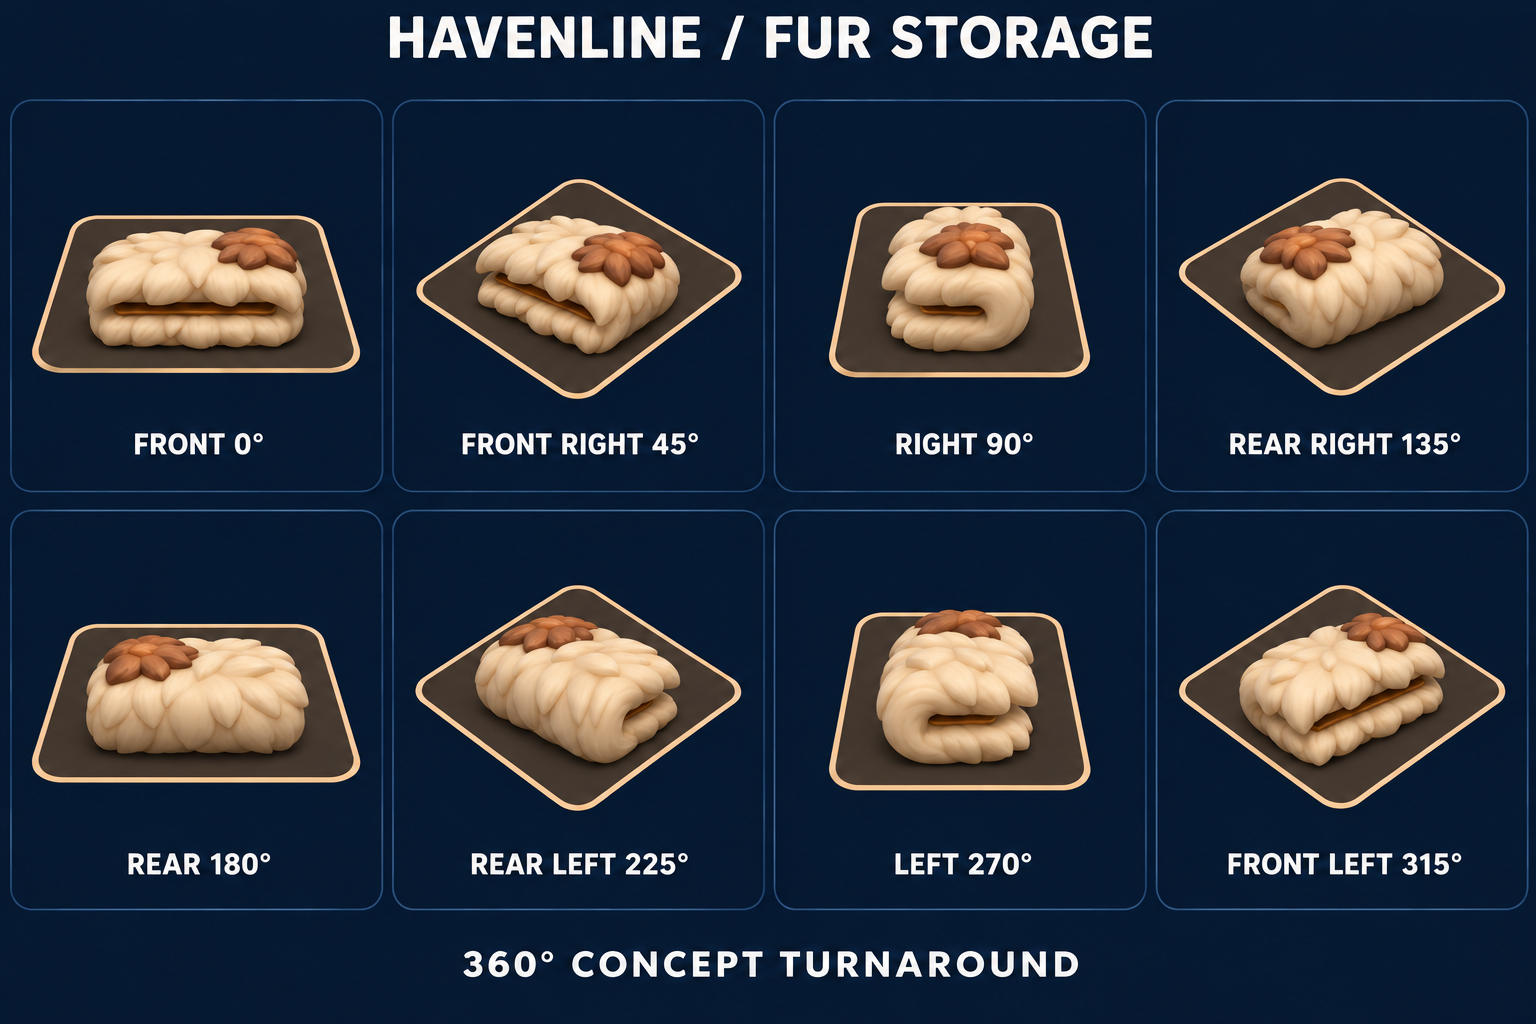 HAVENLINE / FUR STORAGE
FRONT 0°
FRONT RIGHT 45°
RIGHT 90°
REAR RIGHT 135°
REAR 180°
REAR LEFT 225°
LEFT 270°
FRONT LEFT 315°
360° CONCEPT TURNAROUND